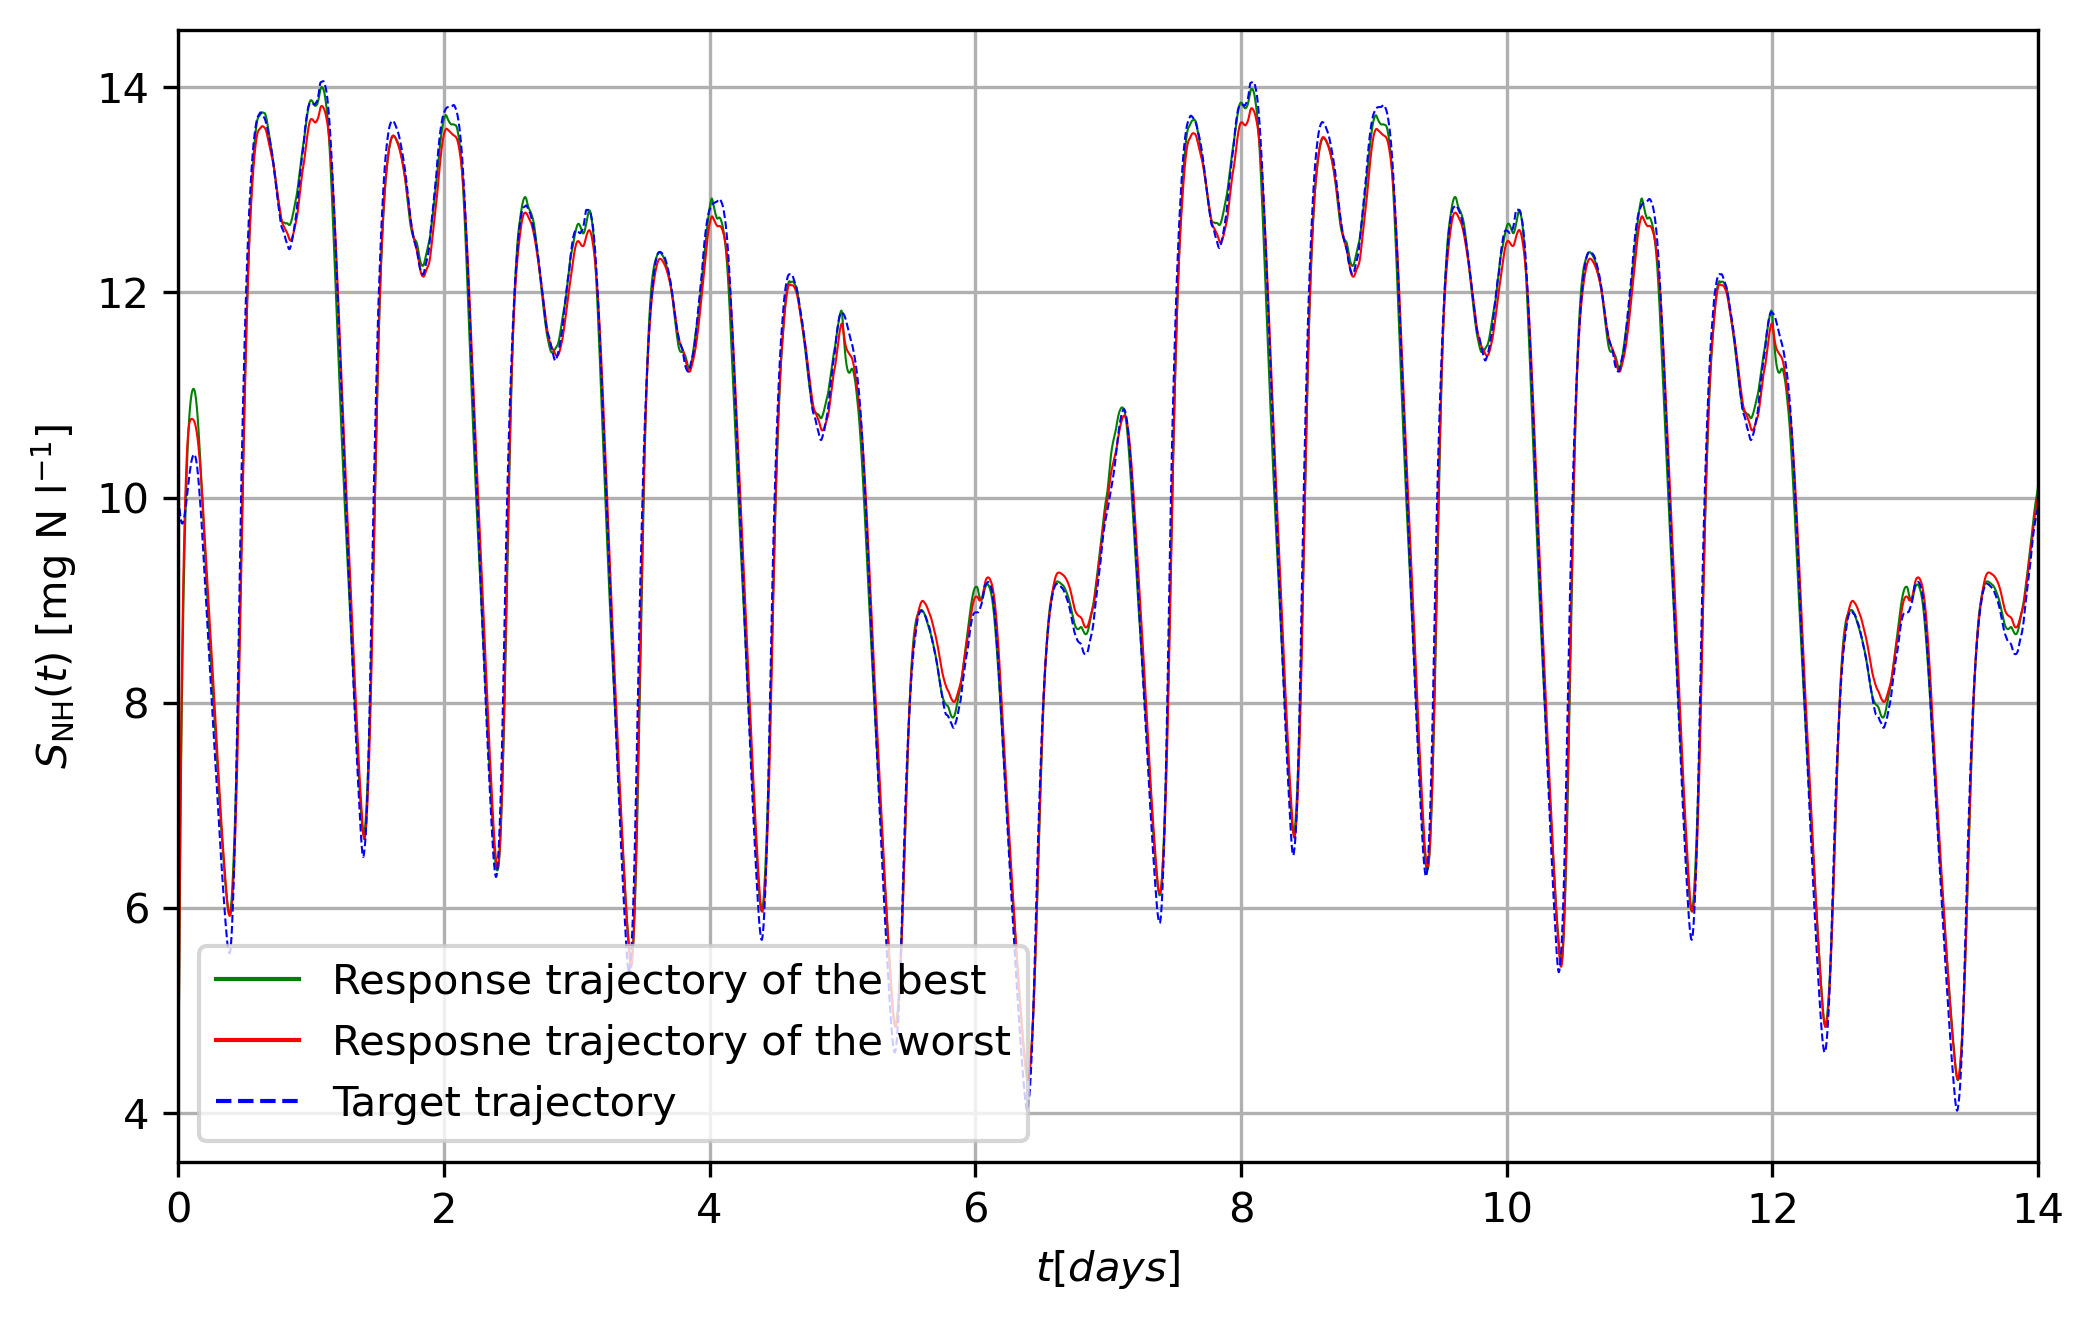 14
12
10
8
6
4
S_NH(t) [mg N l⁻¹]
Response trajectory of the best
Resposne trajectory of the worst
Target trajectory
0 2 4 6 8 10 12 14
t[days]